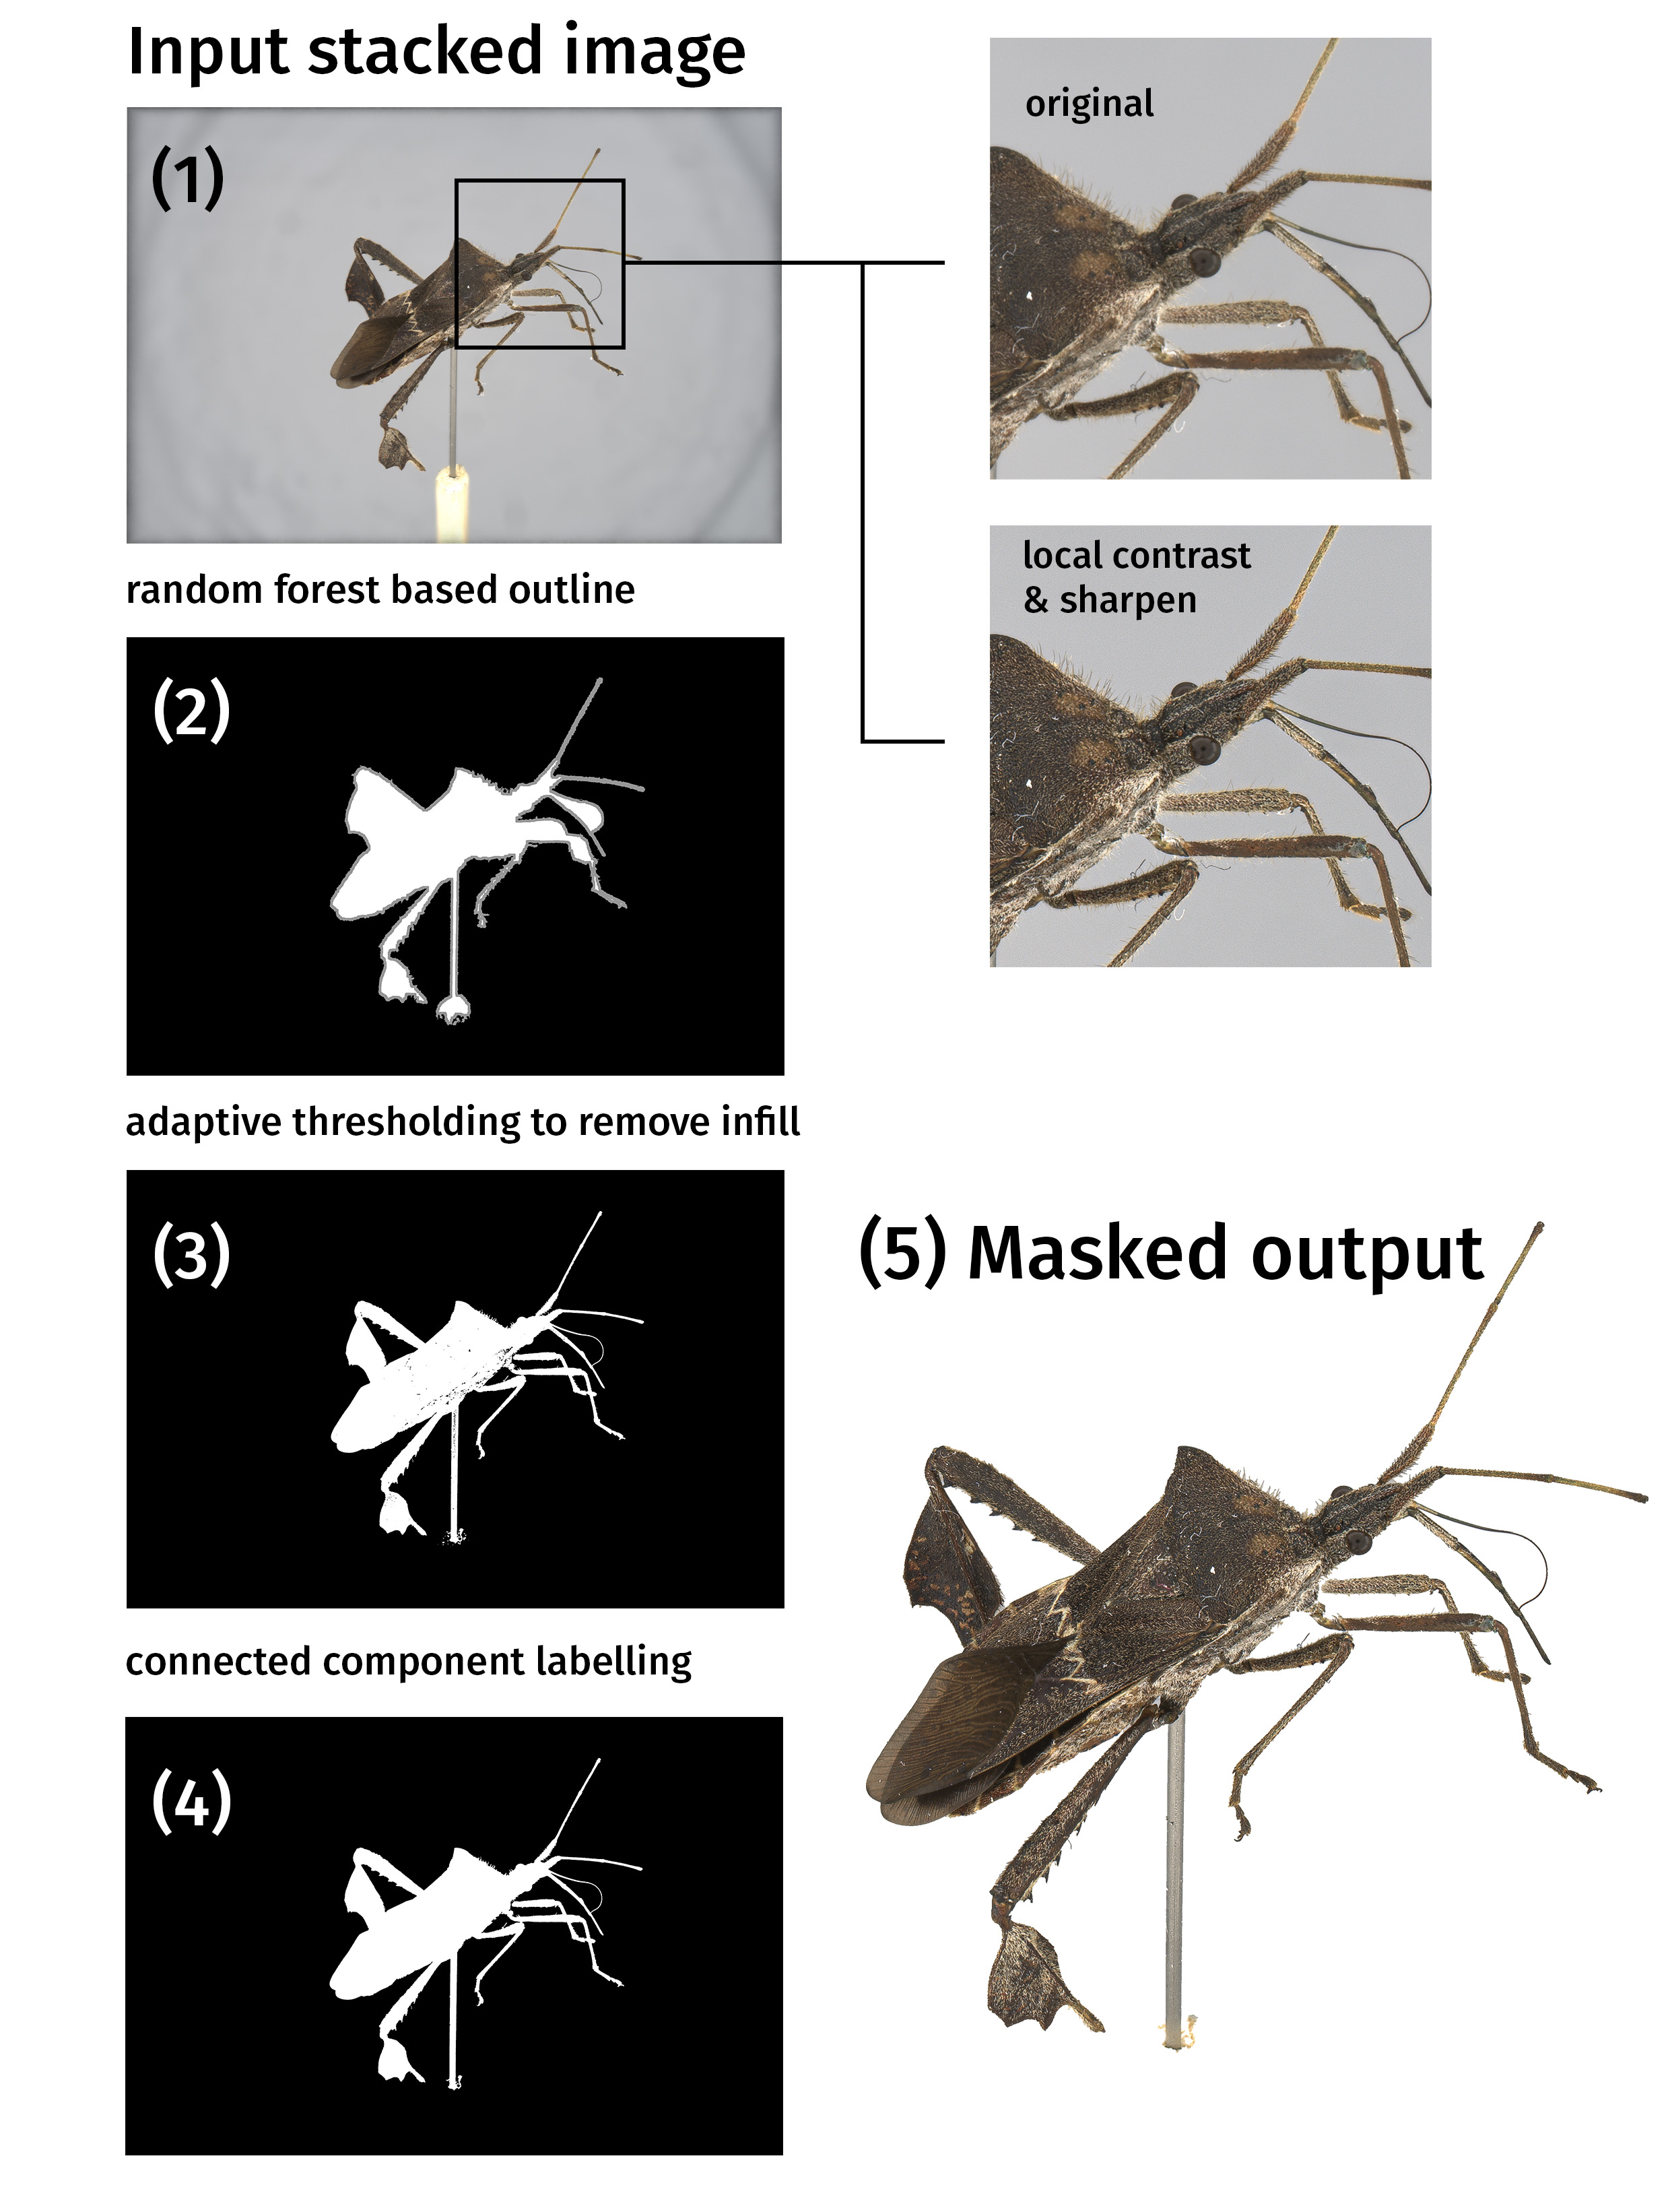 Input stacked image
(1)
original
local contrast
& sharpen
random forest based outline
(2)
adaptive thresholding to remove infill
(3)
(5) Masked output
connected component labelling
(4)